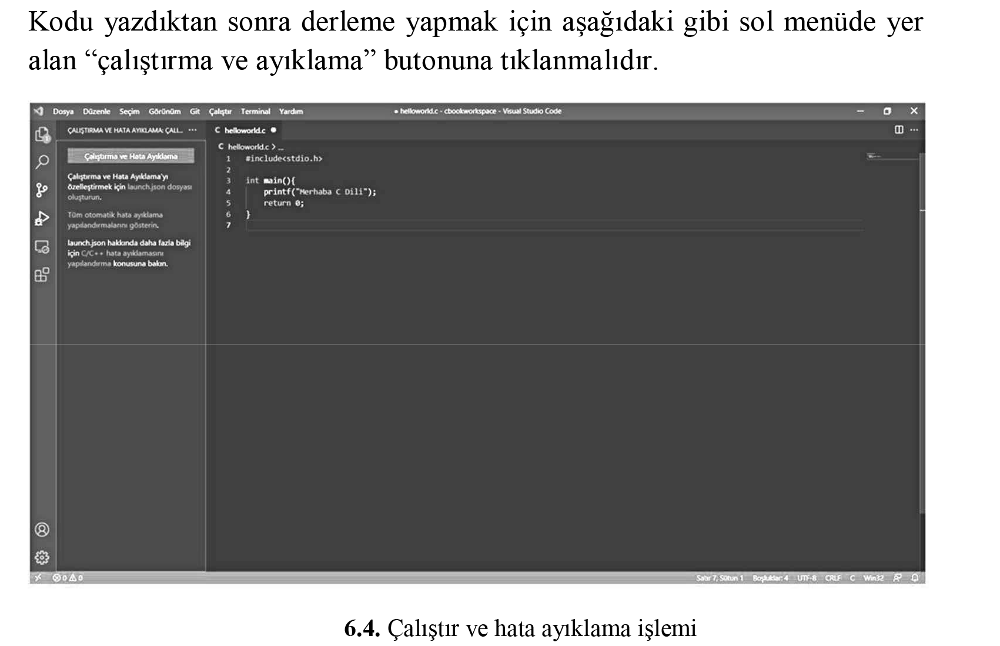 Kodu yazdıktan sonra derleme yapmak için aşağıdaki gibi sol menüde yer
alan “çalıştırma ve ayıklama” butonuna tıklanmalıdır.
Dosya Düzenle Seçim Görünüm Git Çalıştır Terminal Yardım
● helloworld.c - cbookworkspace - Visual Studio Code
ÇALIŞTIRMA VE HATA AYIKLAMA: ÇALI... ···
C helloworld.c ●
1
Çalıştırma ve Hata Ayıklama
Çalıştırma ve Hata Ayıklama'yı
özelleştirmek için launch.json dosyası
oluşturun.
Tüm otomatik hata ayıklama
yapılandırmalarını gösterin.
launch.json hakkında daha fazla bilgi
için C/C++ hata ayıklamasını
yapılandırma konusuna bakın.
C helloworld.c > ...
1 #include<stdio.h>
2
3 int main(){
4 printf("Merhaba C Dili");
5 return 0;
6 }
7
0 0
Satır 7, Sütun 1 Boşluklar: 4 UTF-8 CRLF C Win32
6.4. Çalıştır ve hata ayıklama işlemi